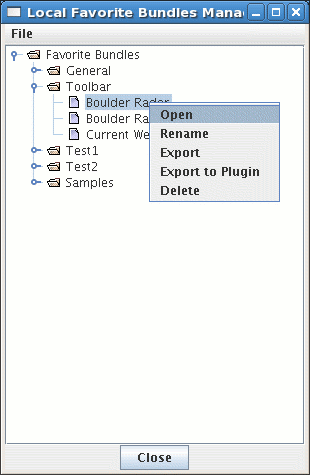 Local Favorite Bundles Mana
File
Favorite Bundles
General
Toolbar
Boulder Radar
Boulder Ra
Current We
Test1
Test2
Samples
Open
Rename
Export
Export to Plugin
Delete
Close